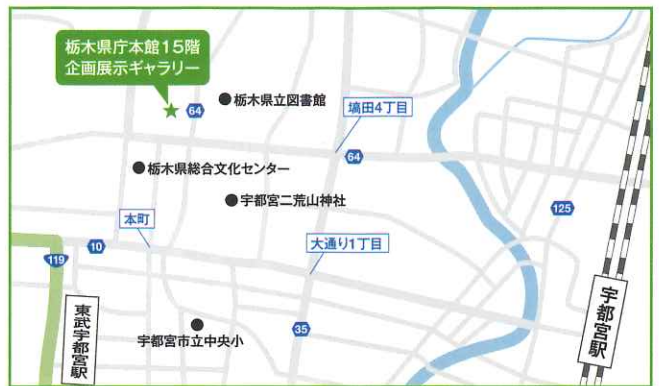 栃木県庁本館15階
企画展示ギャラリー
64
栃木県立図書館
塙田4丁目
64
栃木県総合文化センター
宇都宮二荒山神社
125
本町
10
大通り1丁目
119
宇都宮駅
東武宇都宮駅
35
宇都宮市立中央小